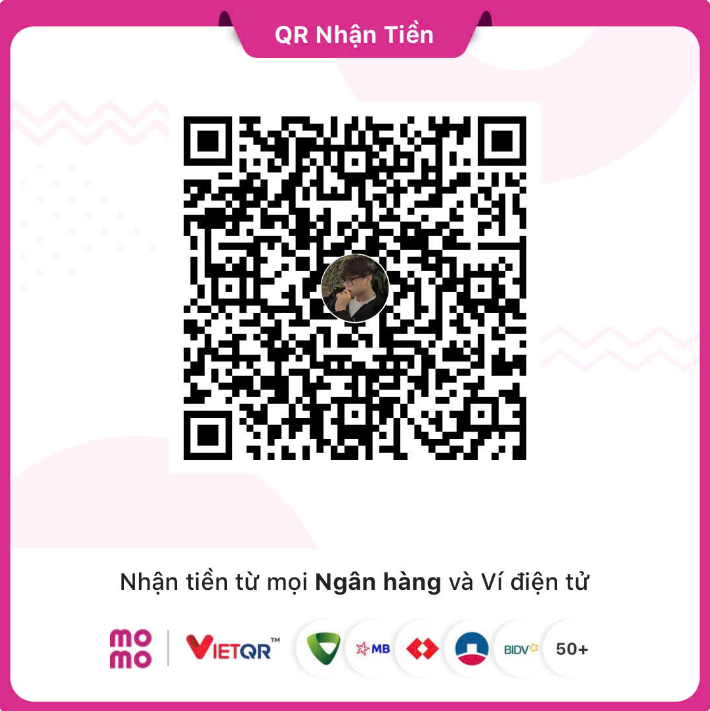 QR Nhận Tiền
Nhận tiền từ mọi Ngân hàng và Ví điện tử
mo
mo
VIETQR™
MB
BIDV
50+